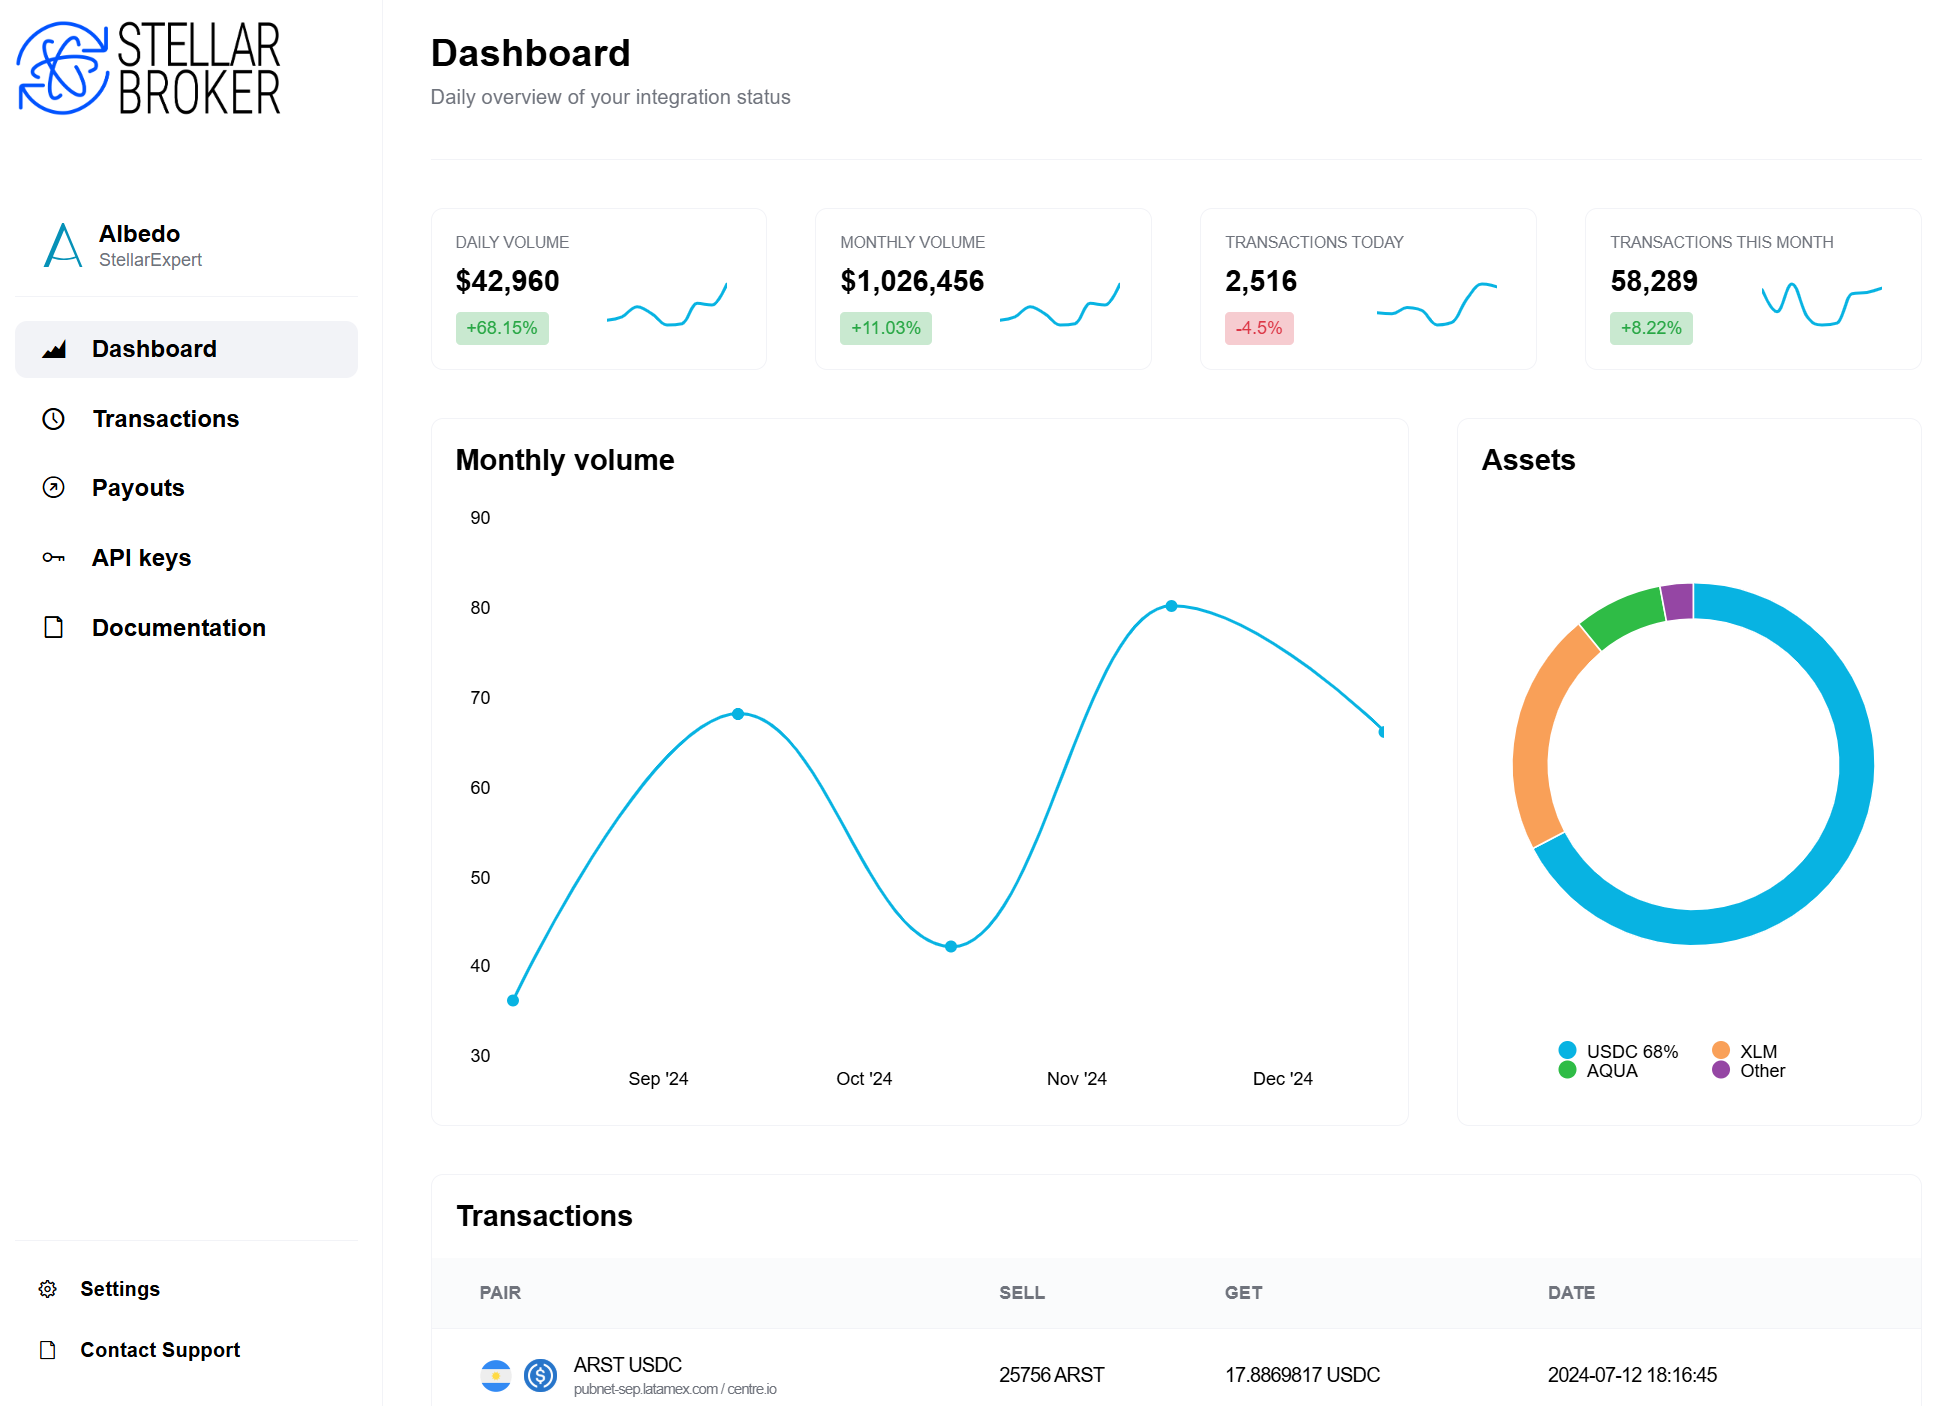 STELLAR
BROKER
Albedo
StellarExpert
Dashboard
Transactions
Payouts
API keys
Documentation
Settings
Contact Support
Dashboard
Daily overview of your integration status
DAILY VOLUME
$42,960
+68.15%
MONTHLY VOLUME
$1,026,456
+11.03%
TRANSACTIONS TODAY
2,516
-4.5%
TRANSACTIONS THIS MONTH
58,289
+8.22%
Monthly volume
90
80
70
60
50
40
30
Sep '24 Oct '24 Nov '24 Dec '24
Assets
USDC 68% XLM
AQUA Other
Transactions
PAIR SELL GET DATE
ARST USDC 25756 ARST 17.8869817 USDC 2024-07-12 18:16:45
pubnet-sep.latamex.com / centre.io